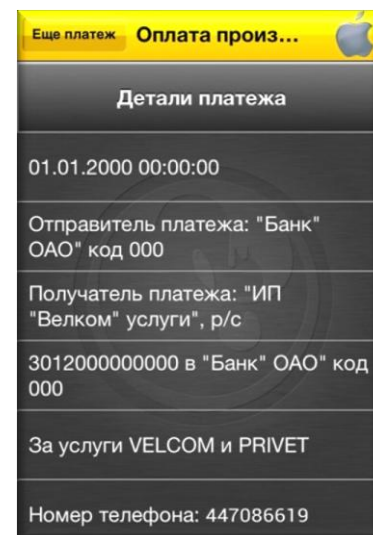 Еще платеж Оплата произ...
Детали платежа
01.01.2000 00:00:00
Отправитель платежа: "Банк"
ОАО" код 000
Получатель платежа: "ИП
"Велком" услуги", р/с
3012000000000 в "Банк" ОАО" код
000
За услуги VELCOM и PRIVET
Номер телефона: 447086619